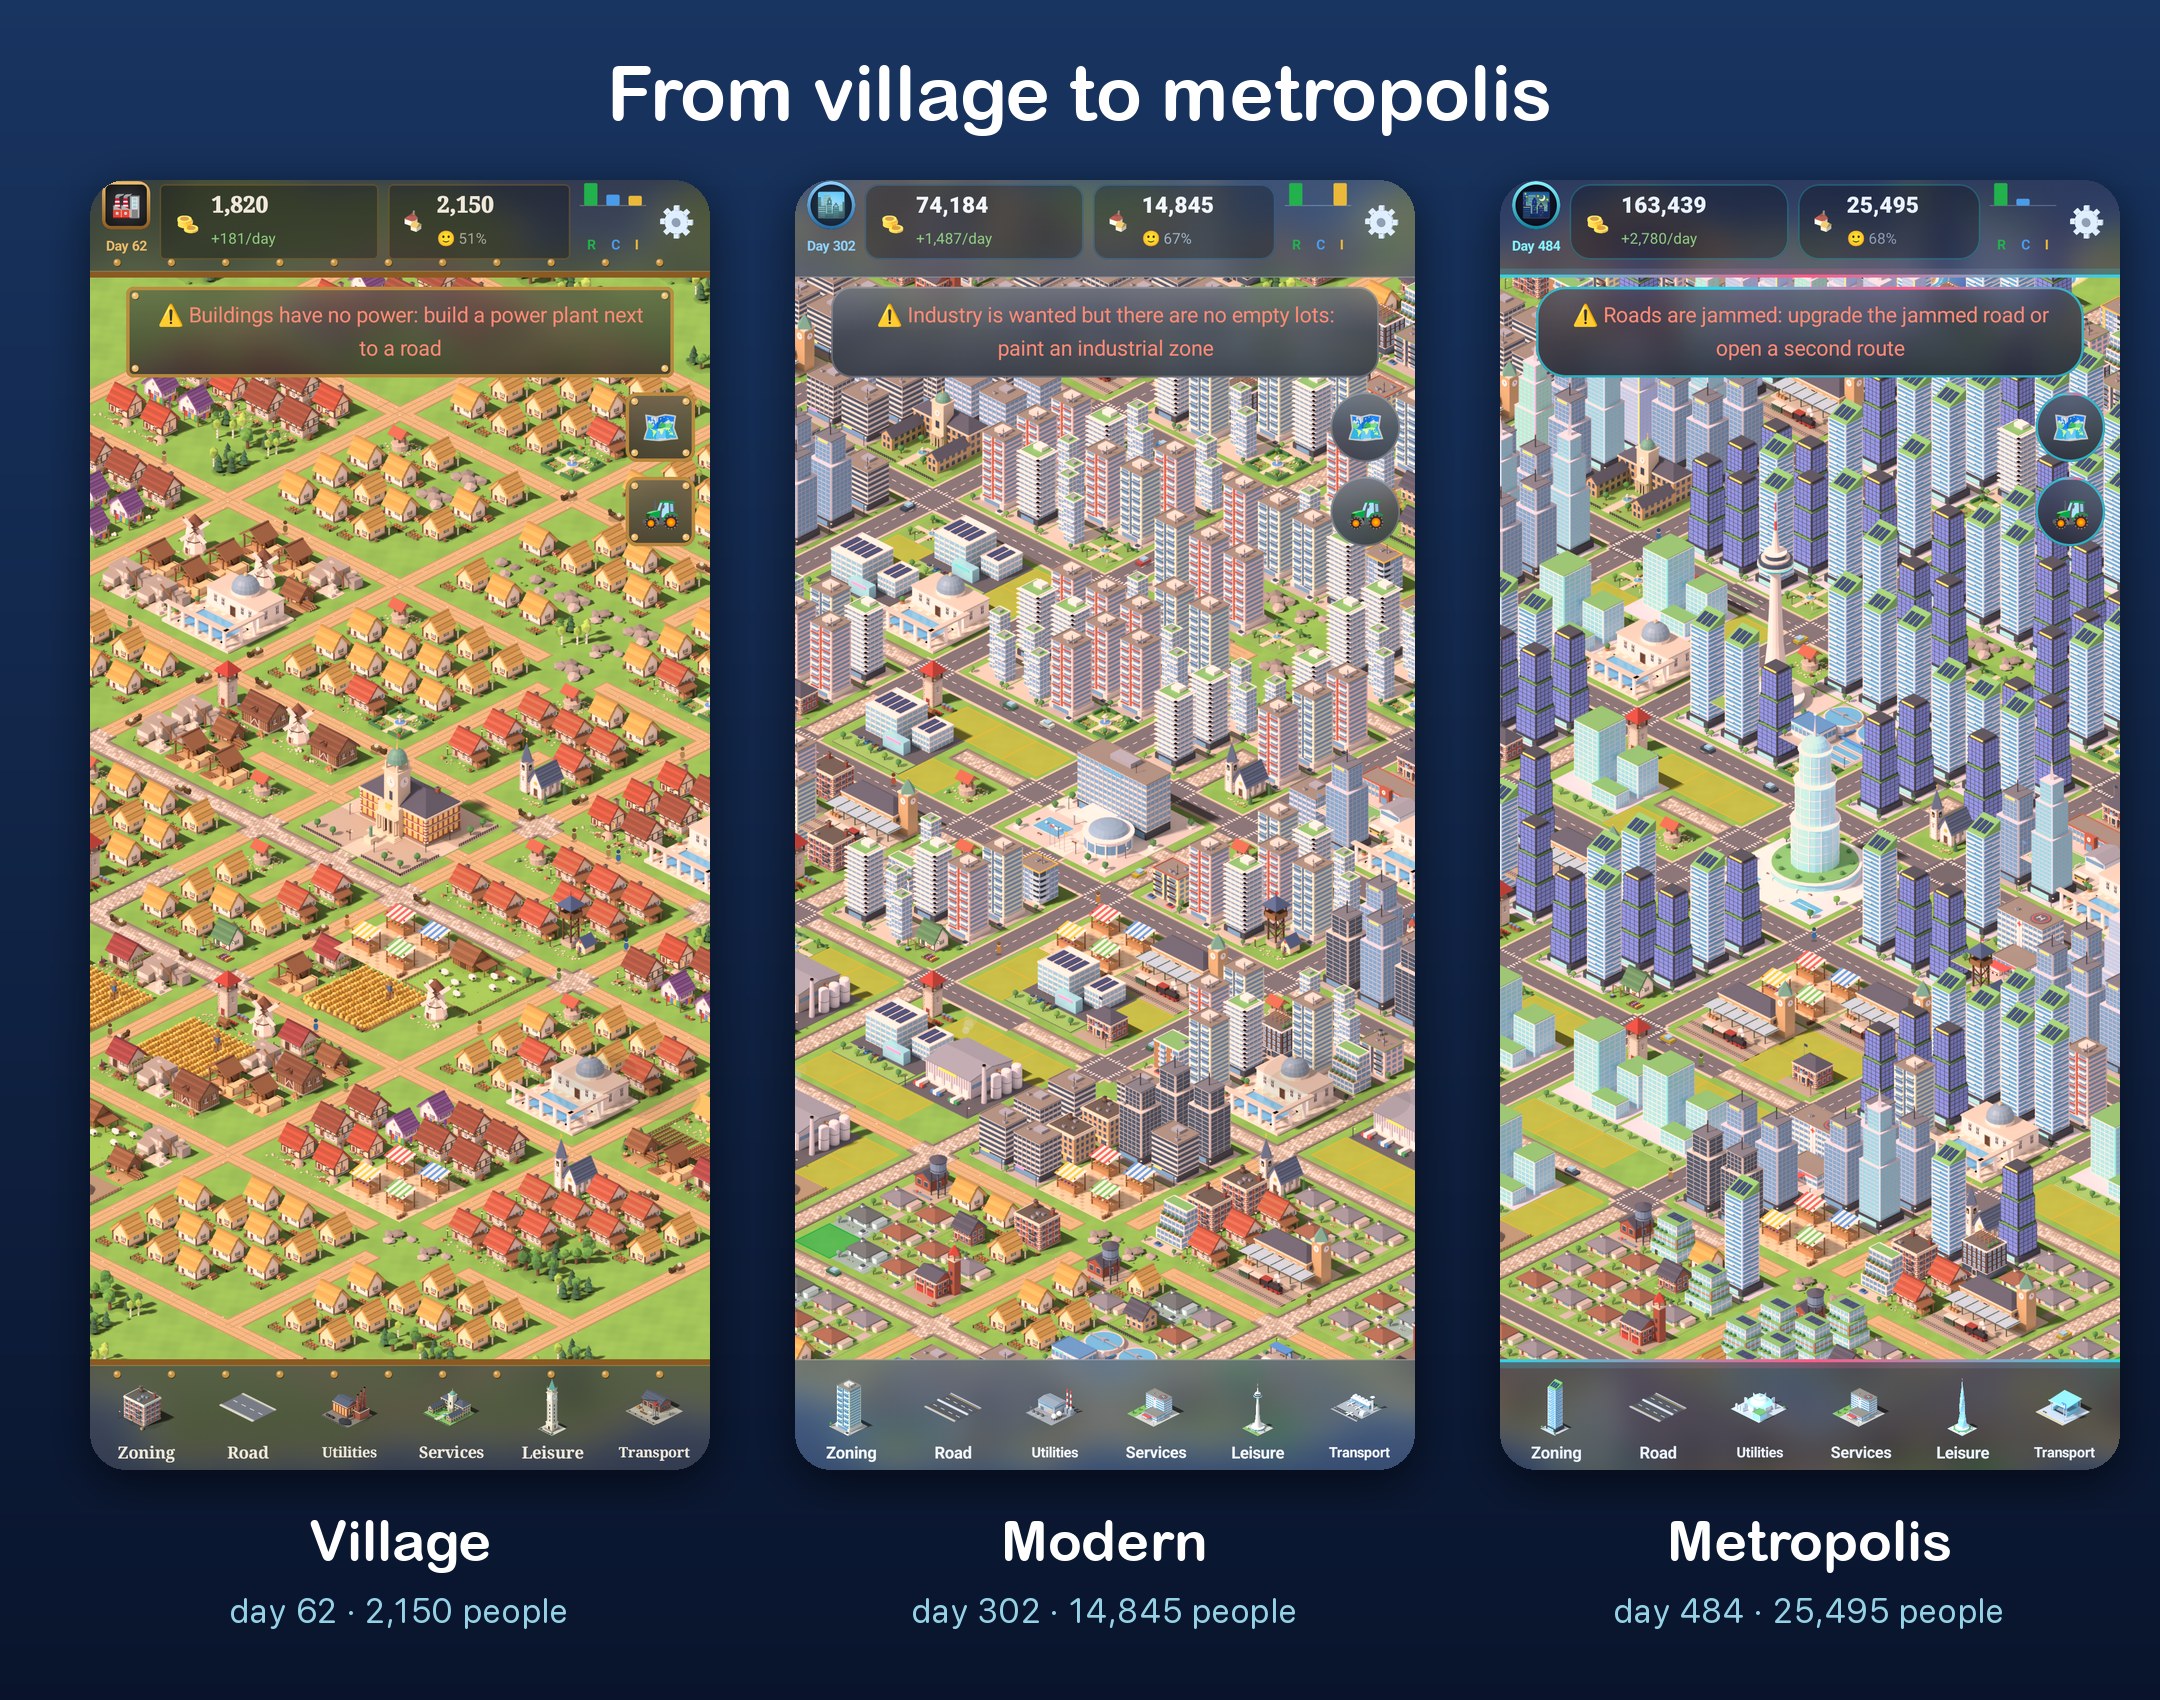 From village to metropolis
1,820
+181/day
2,150
51%
Day 62
R C I
Buildings have no power: build a power plant next
to a road
Zoning
Road
Utilities
Services
Leisure
Transport
Village
day 62 · 2,150 people
74,184
+1,487/day
14,845
67%
Day 302
R C I
Industry is wanted but there are no empty lots:
paint an industrial zone
Zoning
Road
Utilities
Services
Leisure
Transport
Modern
day 302 · 14,845 people
163,439
+2,780/day
25,495
68%
Day 484
R C I
Roads are jammed: upgrade the jammed road or
open a second route
Zoning
Road
Utilities
Services
Leisure
Transport
Metropolis
day 484 · 25,495 people